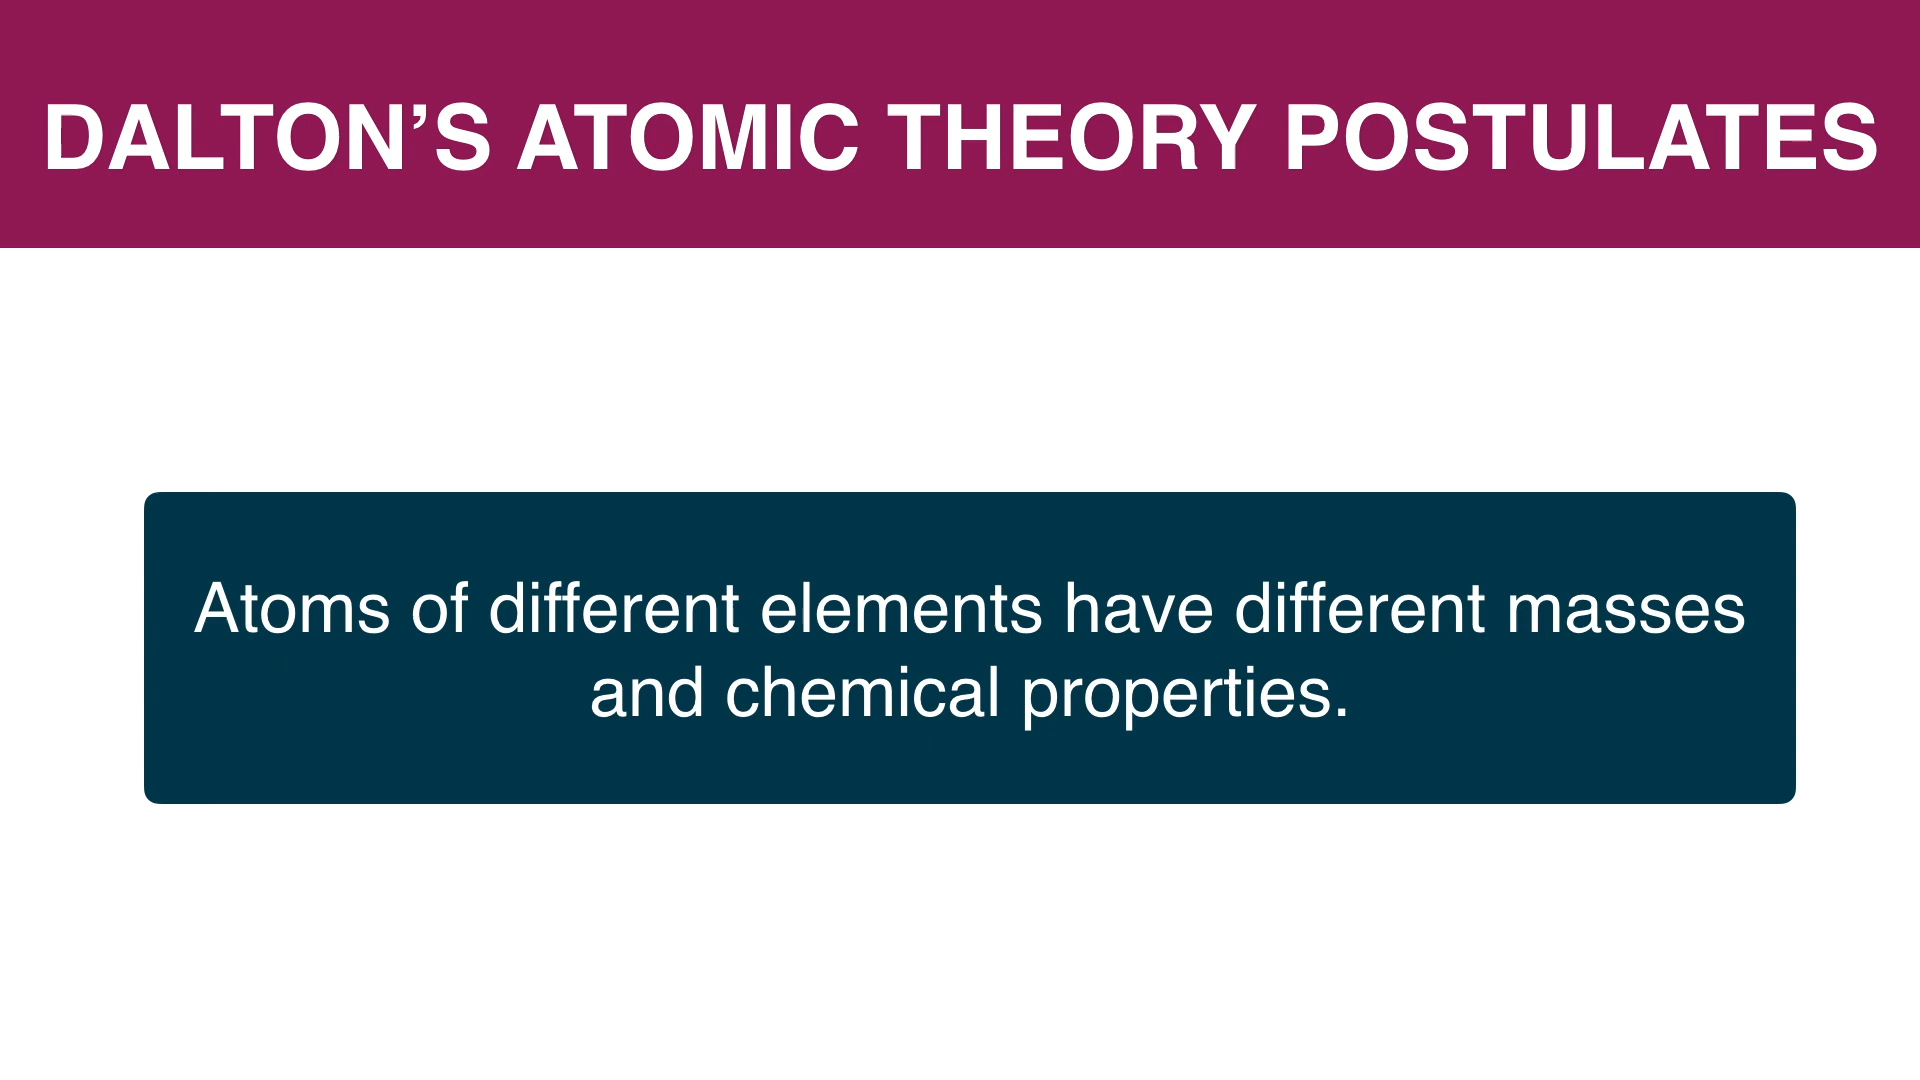 DALTON’S ATOMIC THEORY POSTULATES
Atoms of different elements have different masses
and chemical properties.